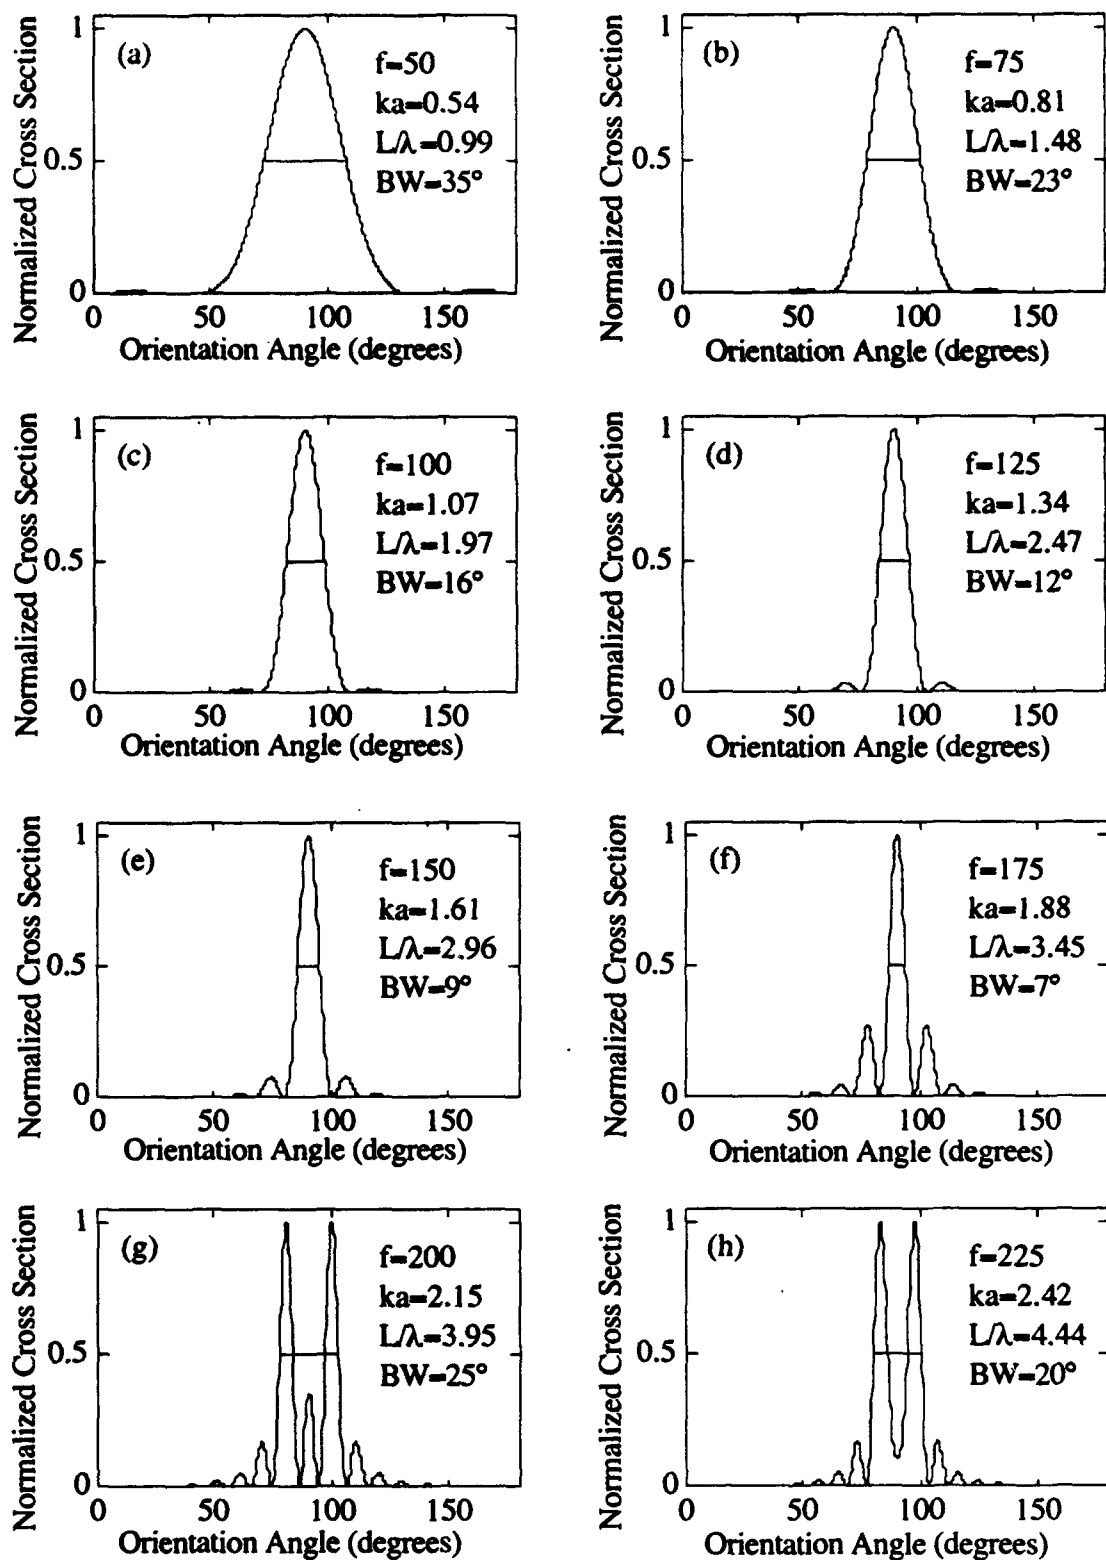 (a)
f=50
ka=0.54
L/λ=0.99
BW=35°
Normalized Cross Section
1
0.5
0
0 50 100 150
Orientation Angle (degrees)
(b)
f=75
ka=0.81
L/λ=1.48
BW=23°
Normalized Cross Section
1
0.5
0
0 50 100 150
Orientation Angle (degrees)
(c)
f=100
ka=1.07
L/λ=1.97
BW=16°
Normalized Cross Section
1
0.5
0
0 50 100 150
Orientation Angle (degrees)
(d)
f=125
ka=1.34
L/λ=2.47
BW=12°
Normalized Cross Section
1
0.5
0
0 50 100 150
Orientation Angle (degrees)
(e)
f=150
ka=1.61
L/λ=2.96
BW=9°
Normalized Cross Section
1
0.5
0
0 50 100 150
Orientation Angle (degrees)
(f)
f=175
ka=1.88
L/λ=3.45
BW=7°
Normalized Cross Section
1
0.5
0
0 50 100 150
Orientation Angle (degrees)
(g)
f=200
ka=2.15
L/λ=3.95
BW=25°
Normalized Cross Section
1
0.5
0
0 50 100 150
Orientation Angle (degrees)
(h)
f=225
ka=2.42
L/λ=4.44
BW=20°
Normalized Cross Section
1
0.5
0
0 50 100 150
Orientation Angle (degrees)